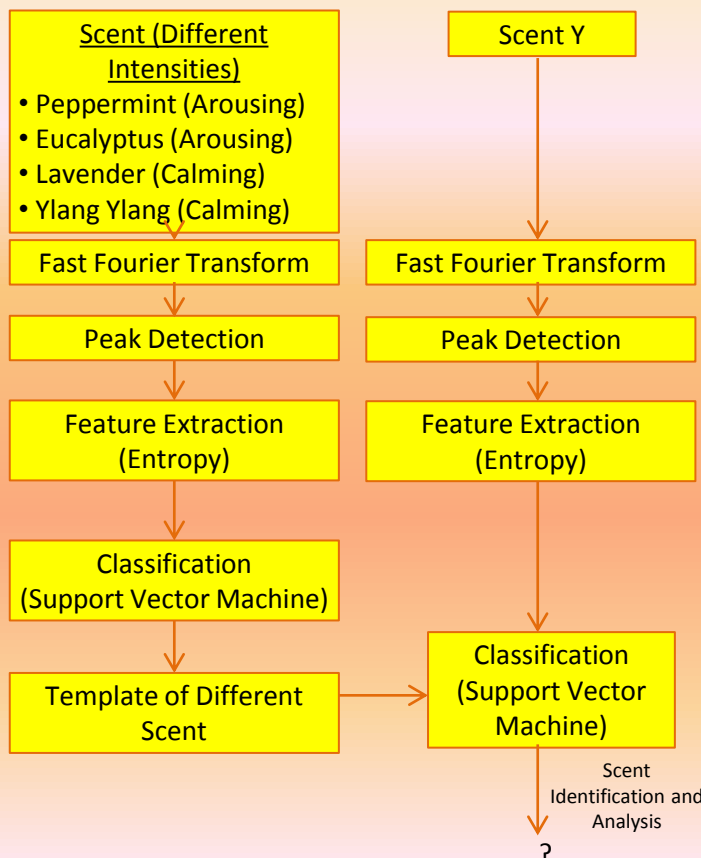 Scent (Different
Intensities)
• Peppermint (Arousing)
• Eucalyptus (Arousing)
• Lavender (Calming)
• Ylang Ylang (Calming)
Fast Fourier Transform
Peak Detection
Feature Extraction
(Entropy)
Classification
(Support Vector Machine)
Template of Different
Scent
Scent Y
Fast Fourier Transform
Peak Detection
Feature Extraction
(Entropy)
Classification
(Support Vector
Machine)
Scent
Identification and
Analysis
?